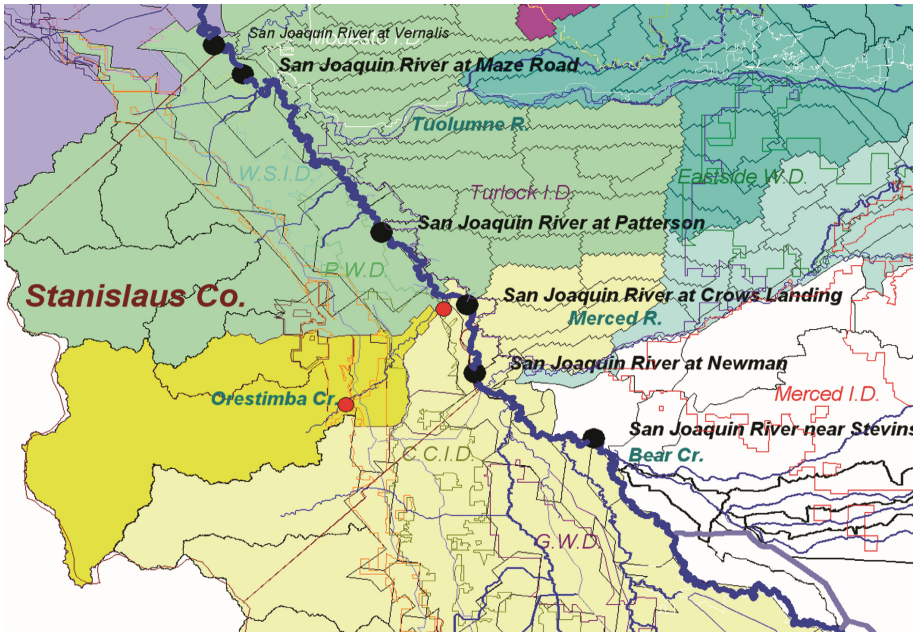 San Joaquin River at Vernalis
Modesto I.D.
San Joaquin River at Maze Road
Tuolumne R.
W.S.I.D.
Eastside W.D.
Turlock I.D.
San Joaquin River at Patterson
P.W.D.
Stanislaus Co.
San Joaquin River at Crows Landing
Merced R.
San Joaquin River at Newman
Merced I.D.
Orestimba Cr.
San Joaquin River near Stevins
Bear Cr.
C.C.I.D.
G.W.D.